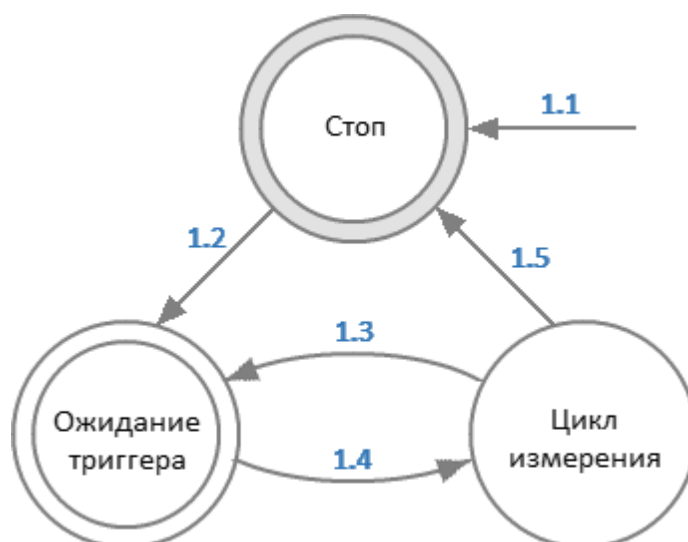 Стоп
1.1
1.2
1.5
1.3
Ожидание
триггера
1.4
Цикл
измерения